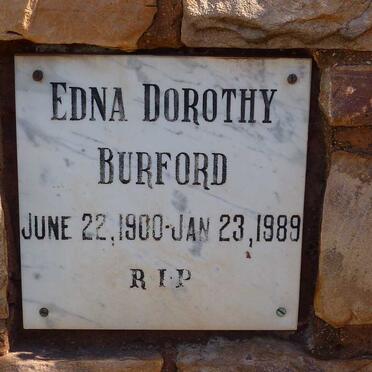 EDNA DOROTHY
BURFORD
JUNE 22, 1900-JAN 23, 1989
R I P